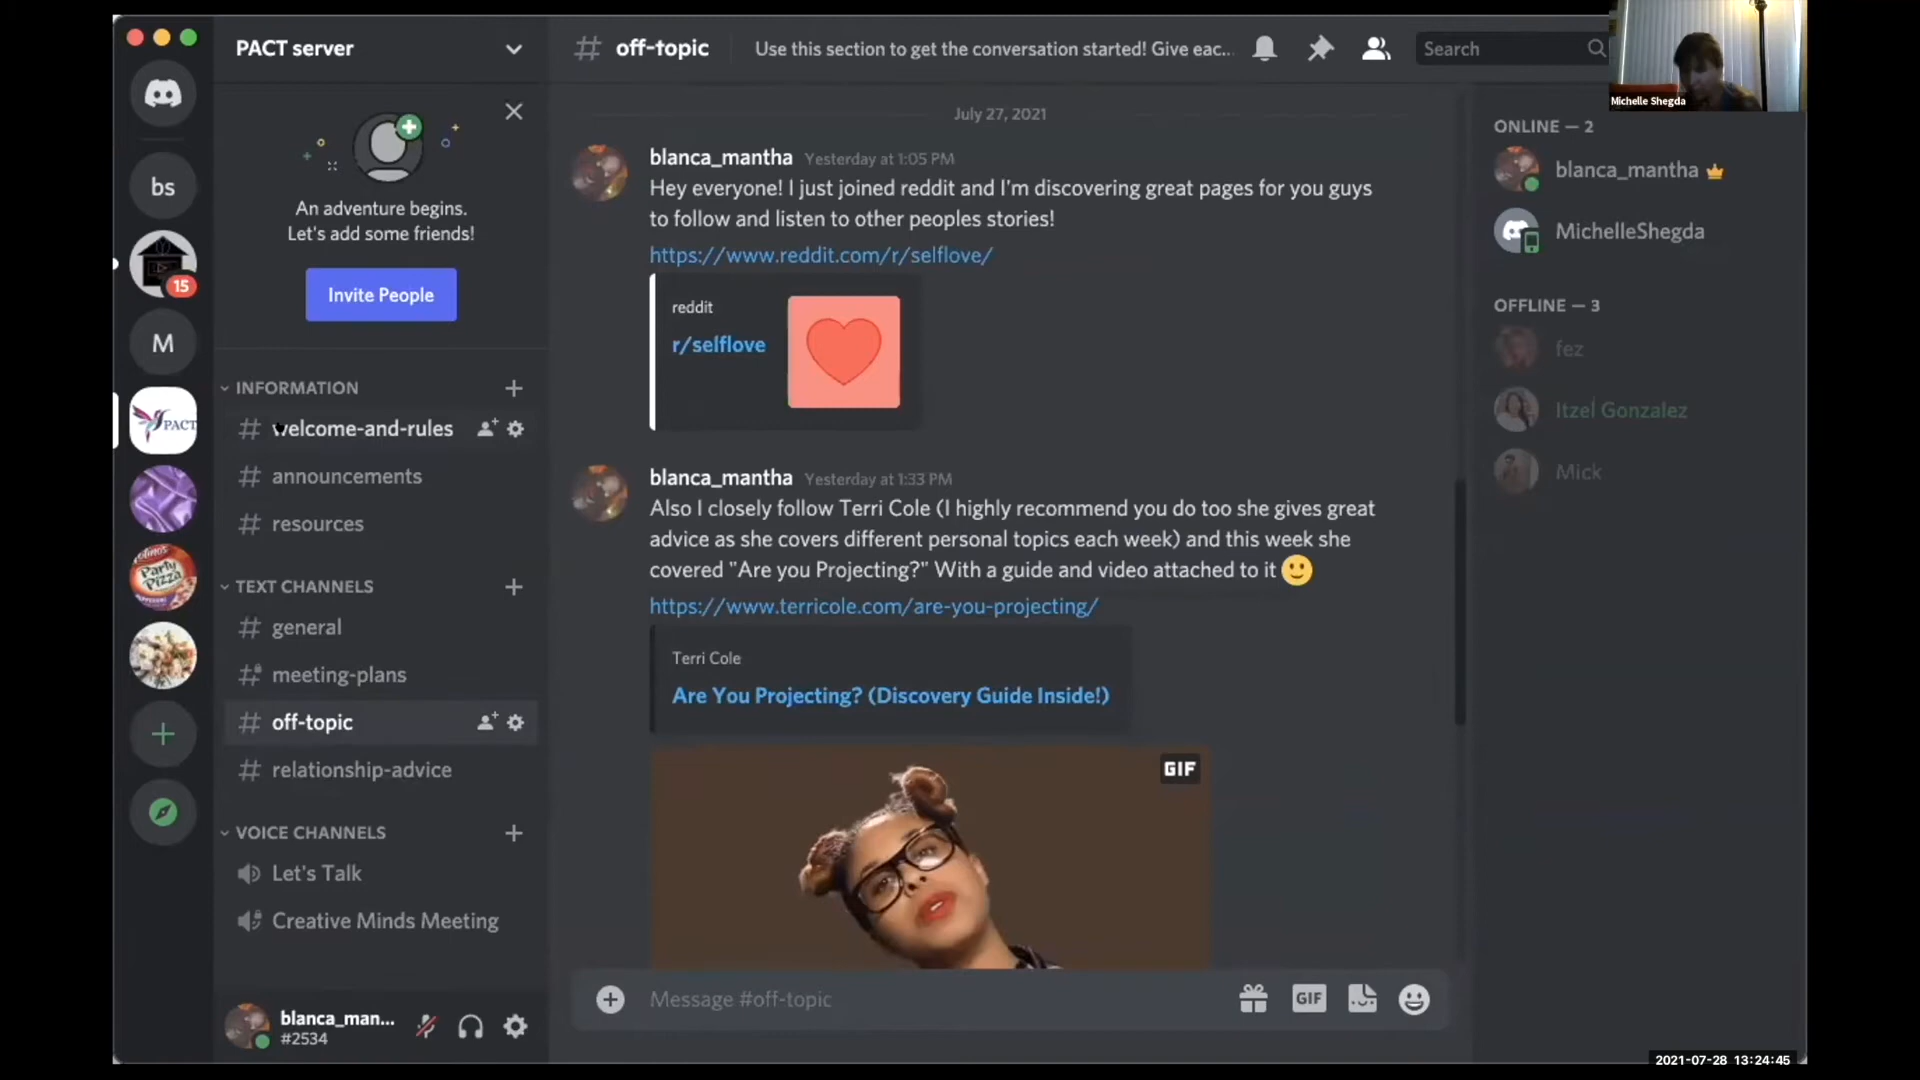 PACT server
off-topic
Use this section to get the conversation started! Give eac...
Search
Michelle Shegda
An adventure begins.
Let's add some friends!
Invite People
bs
15
M
PACT
Party
Pizza
INFORMATION
welcome-and-rules
announcements
resources
TEXT CHANNELS
general
meeting-plans
off-topic
relationship-advice
VOICE CHANNELS
Let's Talk
Creative Minds Meeting
blanca_man...
#2534
July 27, 2021
blanca_mantha Yesterday at 1:05 PM
Hey everyone! I just joined reddit and I'm discovering great pages for you guys
to follow and listen to other peoples stories!
https://www.reddit.com/r/selflove/
reddit
r/selflove
blanca_mantha Yesterday at 1:33 PM
Also I closely follow Terri Cole (I highly recommend you do too she gives great
advice as she covers different personal topics each week) and this week she
covered "Are you Projecting?" With a guide and video attached to it
https://www.terricole.com/are-you-projecting/
Terri Cole
Are You Projecting? (Discovery Guide Inside!)
GIF
Message #off-topic
GIF
ONLINE — 2
blanca_mantha
MichelleShegda
OFFLINE — 3
fez
Itzel Gonzalez
Mick
2021-07-28 13:24:45